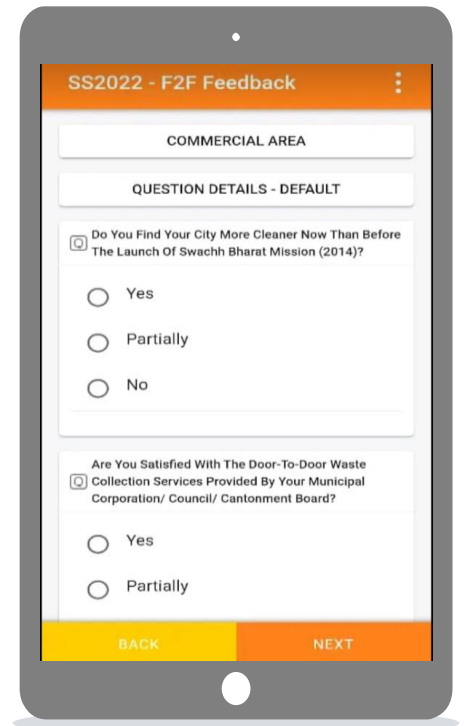 SS2022 - F2F Feedback
COMMERCIAL AREA
QUESTION DETAILS - DEFAULT
Q
Do You Find Your City More Cleaner Now Than Before
The Launch Of Swachh Bharat Mission (2014)?
Yes
Partially
No
Q
Are You Satisfied With The Door-To-Door Waste
Collection Services Provided By Your Municipal
Corporation/ Council/ Cantonment Board?
Yes
Partially
BACK
NEXT